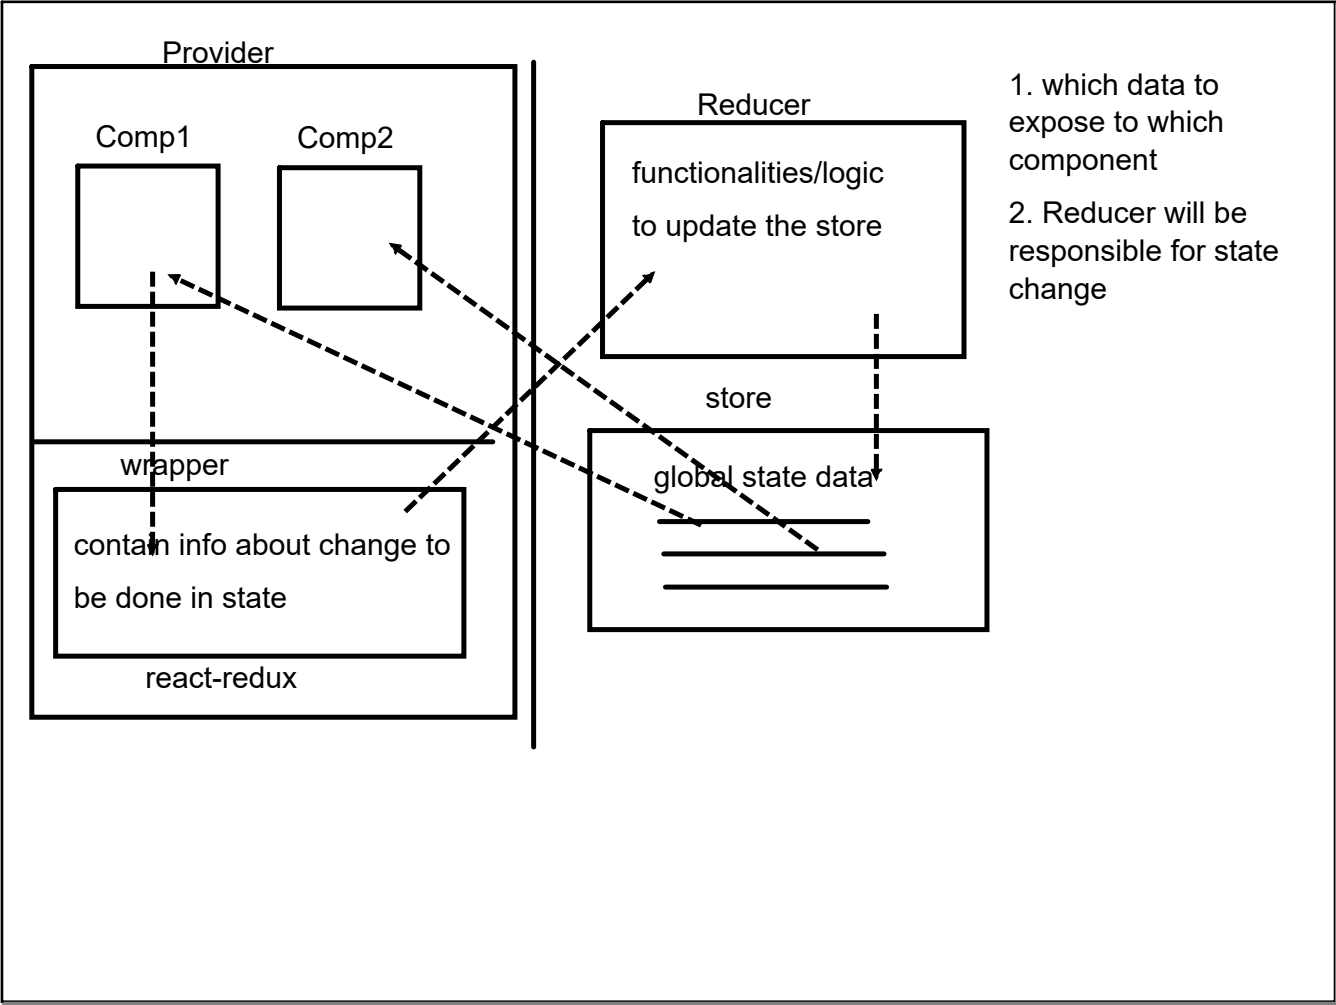 Provider
Comp1
Comp2
wrapper
contain info about change to
be done in state
react-redux
Reducer
functionalities/logic
to update the store
store
global state data
1. which data to
expose to which
component
2. Reducer will be
responsible for state
change